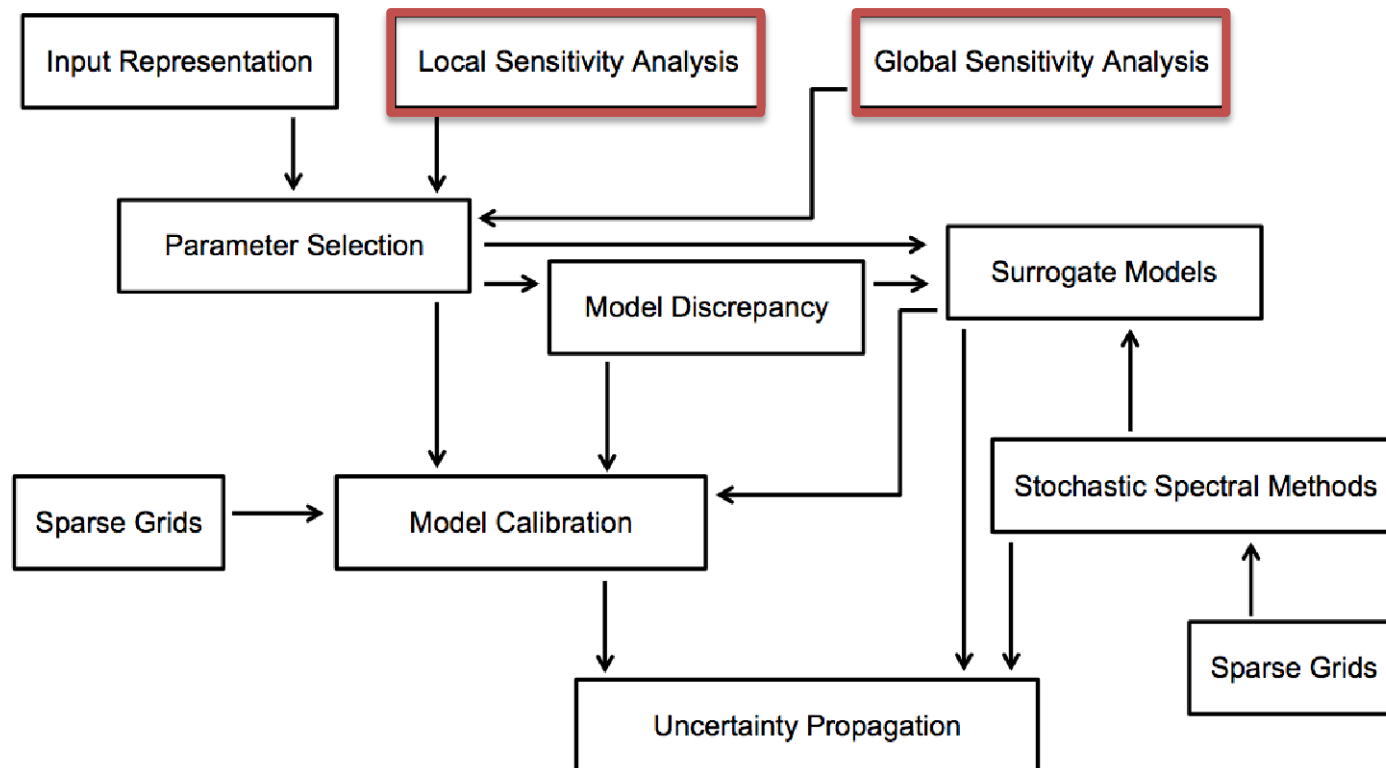 Input Representation
Local Sensitivity Analysis
Global Sensitivity Analysis
Parameter Selection
Surrogate Models
Model Discrepancy
Stochastic Spectral Methods
Sparse Grids
Model Calibration
Sparse Grids
Uncertainty Propagation